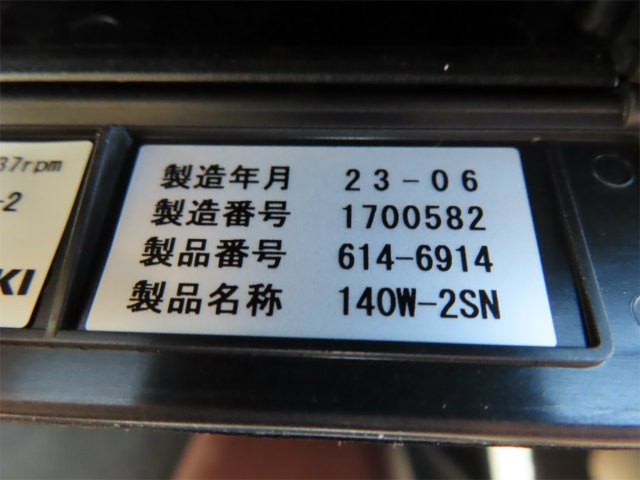 37rpm
-2
KI
製造年月 23-06
製造番号 1700582
製品番号 614-6914
製品名称 140W-2SN